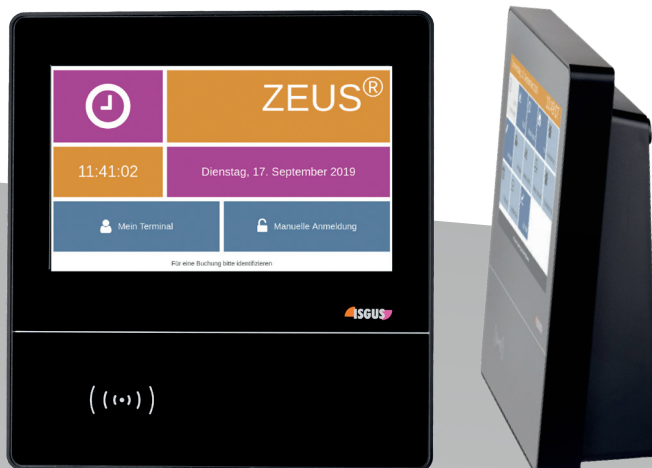 ZEUS®
11:41:02
Dienstag, 17. September 2019
Mein Terminal
Manuelle Anmeldung
Für eine Buchung bitte identifizieren
ISGUS